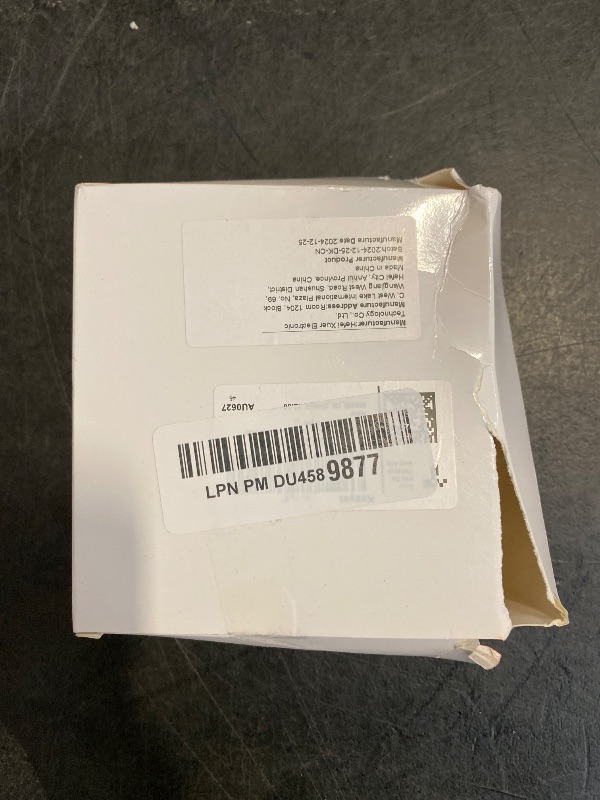 Manufacturer:Hefei Xuer Electronic
Technology Co., Ltd.
Manufacture Address:Room 1204, Block
C, West Lake International Plaza, No. 69,
Wangjiang West Road, Shushan District,
Hefei City, Anhui Province, China
Made in China
Manufacturer Product
Batch:2024-12-25-DK-CN
Manufacture Date:2024-12-25
AU0627
LPN PM DU458 9877